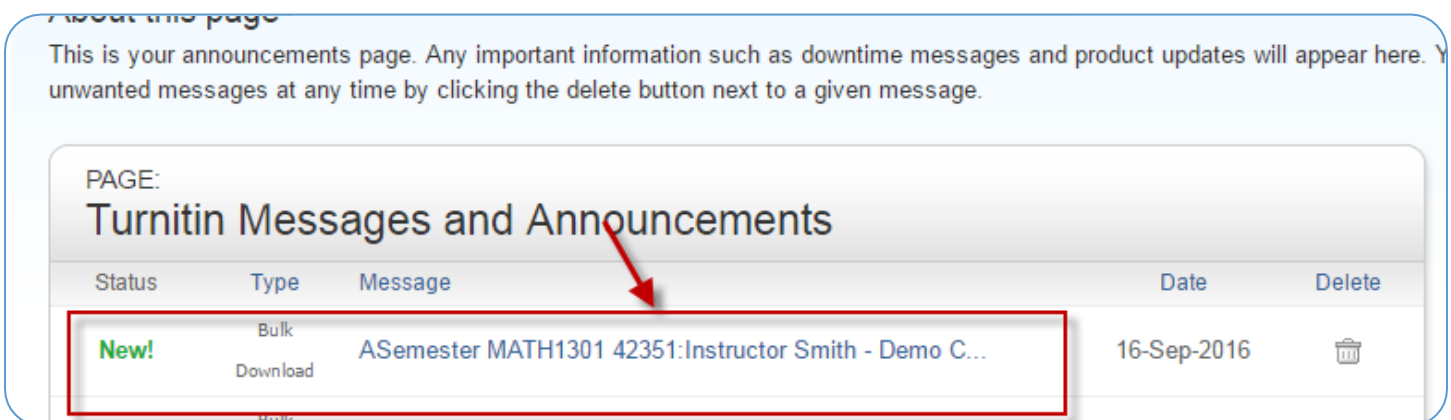 About this page
This is your announcements page. Any important information such as downtime messages and product updates will appear here.
unwanted messages at any time by clicking the delete button next to a given message.
PAGE:
Turnitin Messages and Announcements
Status Type Message Date Delete
New! Bulk Download ASemester MATH1301 42351:Instructor Smith - Demo C... 16-Sep-2016
Bulk